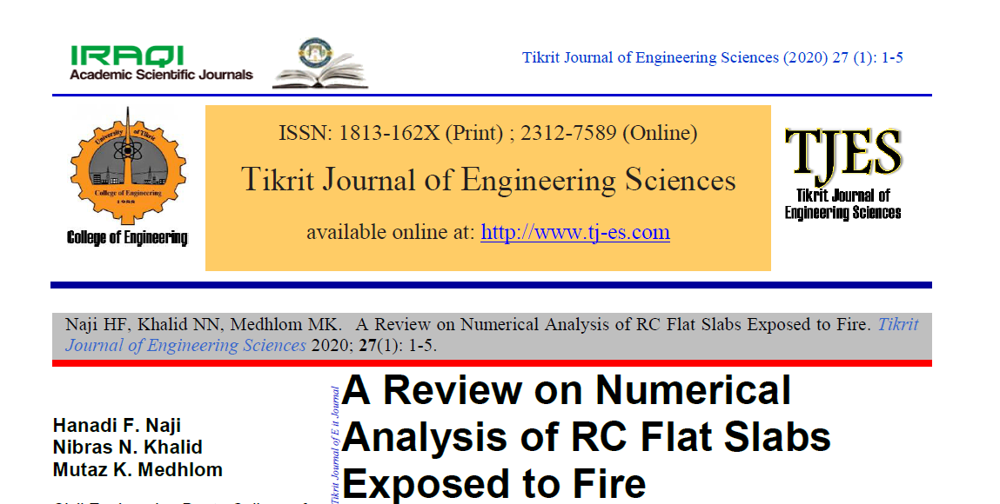 IRAQI
Academic Scientific Journals
Tikrit Journal of Engineering Sciences (2020) 27 (1): 1-5
University of Tikrit
College of Engineering
1988
College of Engineering
ISSN: 1813-162X (Print) ; 2312-7589 (Online)
Tikrit Journal of Engineering Sciences
available online at: http://www.tj-es.com
TJES
Tikrit Journal of
Engineering Sciences
Naji HF, Khalid NN, Medhlom MK. A Review on Numerical Analysis of RC Flat Slabs Exposed to Fire. Tikrit
Journal of Engineering Sciences 2020; 27(1): 1-5.
Hanadi F. Naji
Nibras N. Khalid
Mutaz K. Medhlom
Tikrit Journal of E it Journal
A Review on Numerical
Analysis of RC Flat Slabs
Exposed to Fire